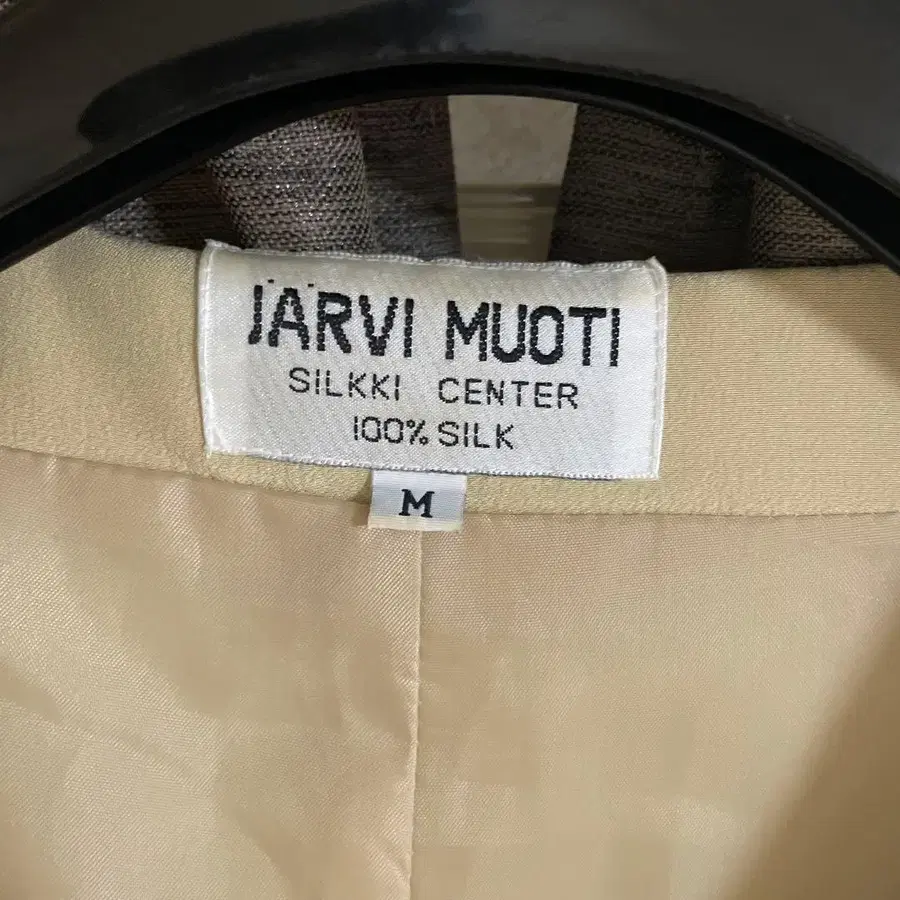 JÄRVI MUOTI
SILKKI CENTER
100% SILK
M